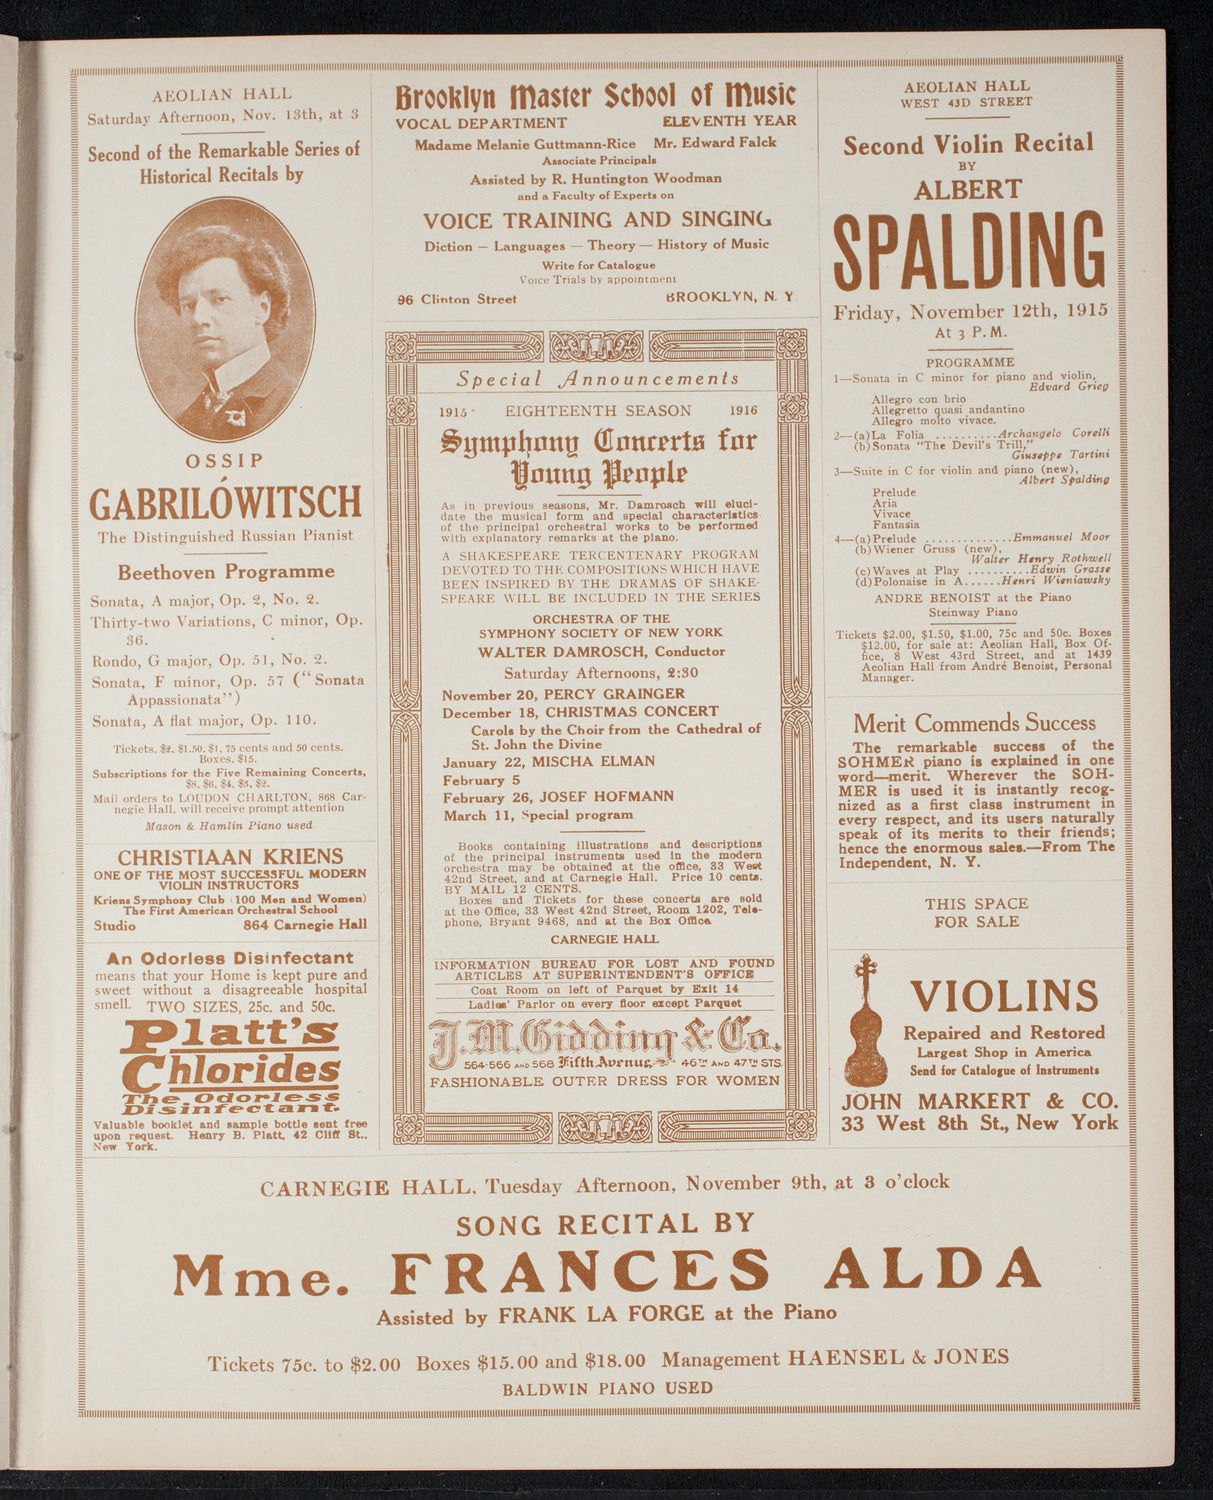 AEOLIAN HALL
Saturday Afternoon, Nov. 13th, at 3
Second of the Remarkable Series of
Historical Recitals by
OSSIP
GABRILÓWITSCH
The Distinguished Russian Pianist
Beethoven Programme
Sonata, A major, Op. 2, No. 2.
Thirty-two Variations, C minor, Op.
36.
Rondo, G major, Op. 51, No. 2.
Sonata, F minor, Op. 57 ("Sonata
Appassionata")
Sonata, A flat major, Op. 110.
Tickets, $2, $1.50, $1, 75 cents and 50 cents.
Boxes, $15.
Subscriptions for the Five Remaining Concerts,
$8, $6, $4, $3, $2.
Mail orders to LOUDON CHARLTON, 868 Car-
negie Hall, will receive prompt attention
Mason & Hamlin Piano used
CHRISTIAAN KRIENS
ONE OF THE MOST SUCCESSFUL MODERN
VIOLIN INSTRUCTORS
Kriens Symphony Club (100 Men and Women)
The First American Orchestral School
Studio 864 Carnegie Hall
An Odorless Disinfectant
means that your Home is kept pure and
sweet without a disagreeable hospital
smell. TWO SIZES, 25c. and 50c.
Platt's
Chlorides
The Odorless
Disinfectant.
Valuable booklet and sample bottle sent free
upon request. Henry B. Platt, 42 Cliff St.,
New York.
Brooklyn Master School of Music
VOCAL DEPARTMENT ELEVENTH YEAR
Madame Melanie Guttmann-Rice Mr. Edward Falck
Associate Principals
Assisted by R. Huntington Woodman
and a Faculty of Experts on
VOICE TRAINING AND SINGING
Diction — Languages — Theory — History of Music
Write for Catalogue
Voice Trials by appointment
96 Clinton Street BROOKLYN, N. Y
Special Announcements
1915 EIGHTEENTH SEASON 1916
Symphony Concerts for
Young People
As in previous seasons, Mr. Damrosch will eluci-
date the musical form and special characteristics
of the principal orchestral works to be performed
with explanatory remarks at the piano.
A SHAKESPEARE TERCENTENARY PROGRAM
DEVOTED TO THE COMPOSITIONS WHICH HAVE
BEEN INSPIRED BY THE DRAMAS OF SHAKE-
SPEARE WILL BE INCLUDED IN THE SERIES
ORCHESTRA OF THE
SYMPHONY SOCIETY OF NEW YORK
WALTER DAMROSCH, Conductor
Saturday Afternoons, 2:30
November 20, PERCY GRAINGER
December 18, CHRISTMAS CONCERT
Carols by the Choir from the Cathedral of
St. John the Divine
January 22, MISCHA ELMAN
February 5
February 26, JOSEF HOFMANN
March 11, Special program
Books containing illustrations and descriptions
of the principal instruments used in the modern
orchestra may be obtained at the office, 33 West
42nd Street, and at Carnegie Hall. Price 10 cents.
BY MAIL 12 CENTS.
Boxes and Tickets for these concerts are sold
at the Office, 33 West 42nd Street, Room 1202, Tele-
phone, Bryant 9468, and at the Box Office
CARNEGIE HALL
INFORMATION BUREAU FOR LOST AND FOUND
ARTICLES AT SUPERINTENDENT'S OFFICE
Coat Room on left of Parquet by Exit 14
Ladies' Parlor on every floor except Parquet
J.M.Gidding & Co.
564-566 AND 568 Fifth Avenue, 46TH AND 47TH STS.
FASHIONABLE OUTER DRESS FOR WOMEN
AEOLIAN HALL
WEST 43D STREET
Second Violin Recital
BY
ALBERT
SPALDING
Friday, November 12th, 1915
At 3 P.M.
PROGRAMME
1—Sonata in C minor for piano and violin,
Edvard Grieg
Allegro con brio
Allegretto quasi andantino
Allegro molto vivace.
2—(a)La Folia ..........Archangelo Corelli
(b)Sonata "The Devil's Trill,"
Giuseppe Tartini
3—Suite in C for violin and piano (new),
Albert Spalding
Prelude
Aria
Vivace
Fantasia
4—(a)Prelude ..............Emmanuel Moor
(b)Wiener Gruss (new),
Walter Henry Rothwell
(c)Waves at Play ..........Edwin Grasse
(d)Polonaise in A......Henri Wieniawsky
ANDRE BENOIST at the Piano
Steinway Piano
Tickets $2.00, $1.50, $1.00, 75c and 50c. Boxes
$12.00, for sale at: Aeolian Hall, Box Of-
fice, 8 West 43rd Street, and at 1439
Aeolian Hall from André Benoist, Personal
Manager.
Merit Commends Success
The remarkable success of the
SOHMER piano is explained in one
word—merit. Wherever the SOH-
MER is used it is instantly recog-
nized as a first class instrument in
every respect, and its users naturally
speak of its merits to their friends;
hence the enormous sales.—From The
Independent, N. Y.
THIS SPACE
FOR SALE
VIOLINS
Repaired and Restored
Largest Shop in America
Send for Catalogue of Instruments
JOHN MARKERT & CO.
33 West 8th St., New York
CARNEGIE HALL, Tuesday Afternoon, November 9th, at 3 o'clock
SONG RECITAL BY
Mme. FRANCES ALDA
Assisted by FRANK LA FORGE at the Piano
Tickets 75c. to $2.00 Boxes $15.00 and $18.00 Management HAENSEL & JONES
BALDWIN PIANO USED